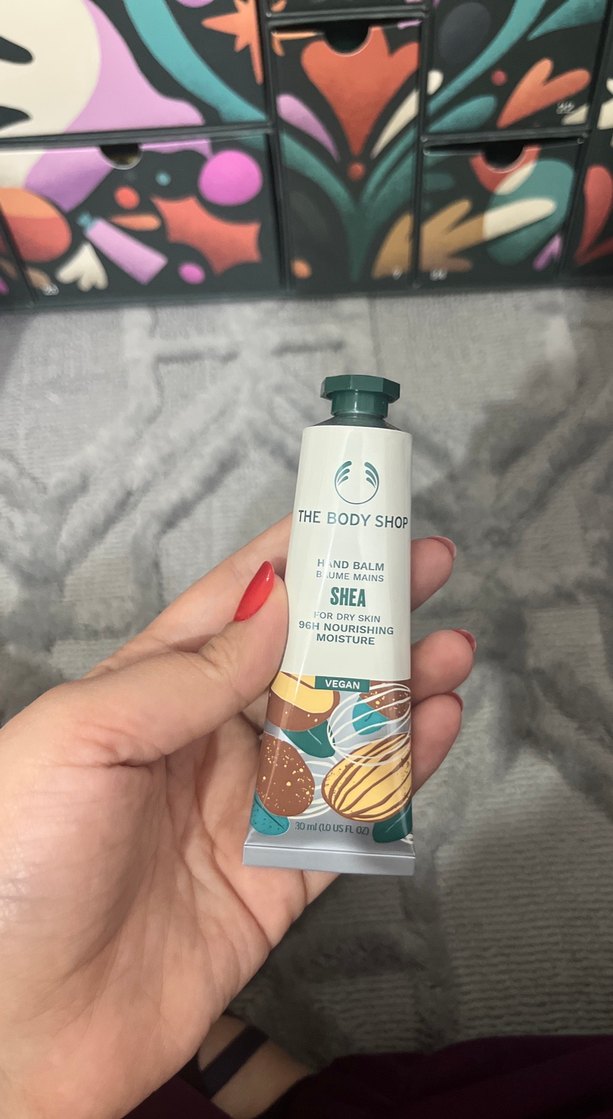 THE BODY SHOP
HAND BALM
BAUME MAINS
SHEA
FOR DRY SKIN
96H NOURISHING
MOISTURE
VEGAN
30 ml (1.0 US FL OZ)